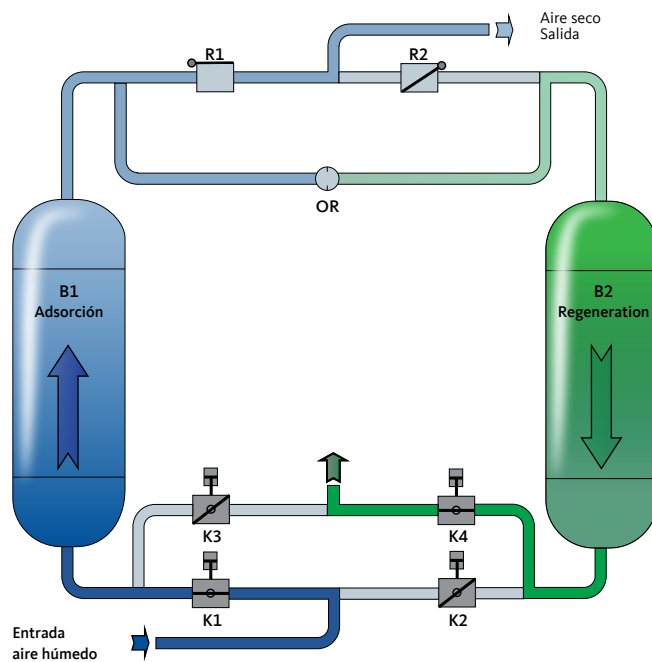 Aire seco
Salida
R1
R2
OR
B1
Adsorción
B2
Regeneration
K3
K4
K1
K2
Entrada
aire húmedo